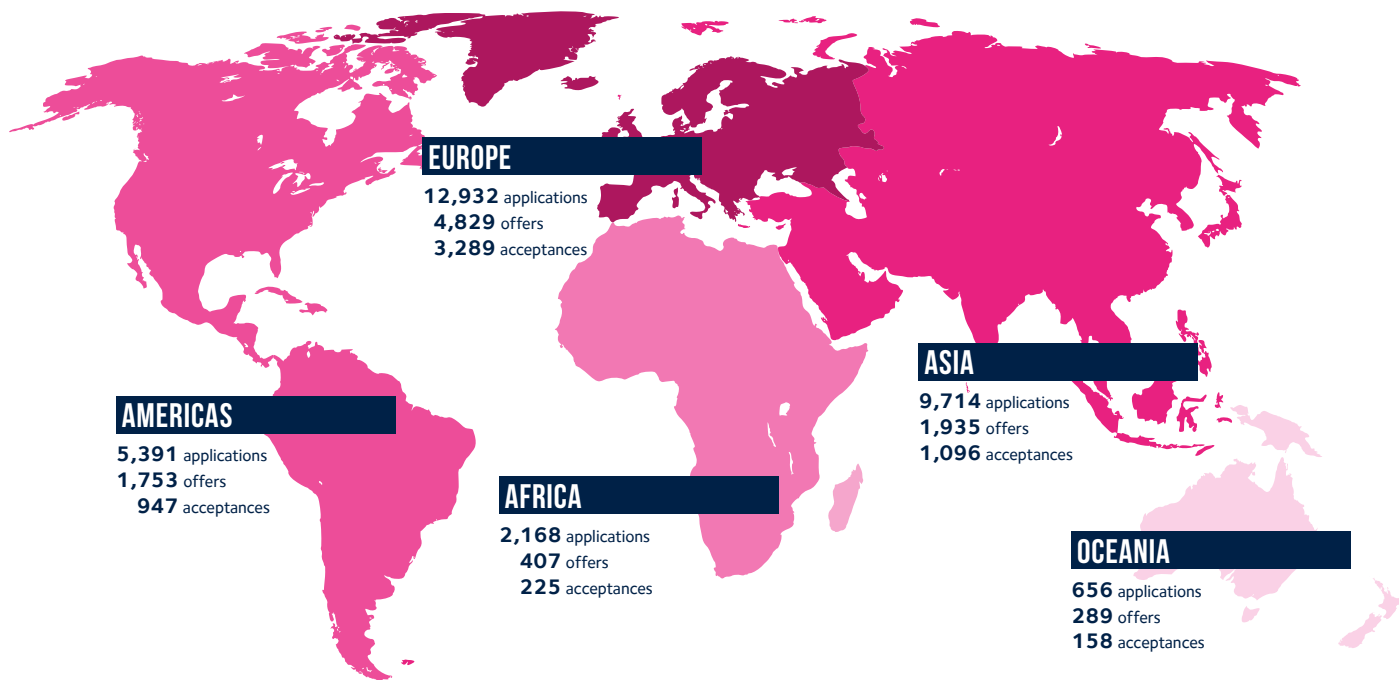 EUROPE
12,932 applications
4,829 offers
3,289 acceptances
ASIA
9,714 applications
1,935 offers
1,096 acceptances
AMERICAS
5,391 applications
1,753 offers
947 acceptances
AFRICA
2,168 applications
407 offers
225 acceptances
OCEANIA
656 applications
289 offers
158 acceptances